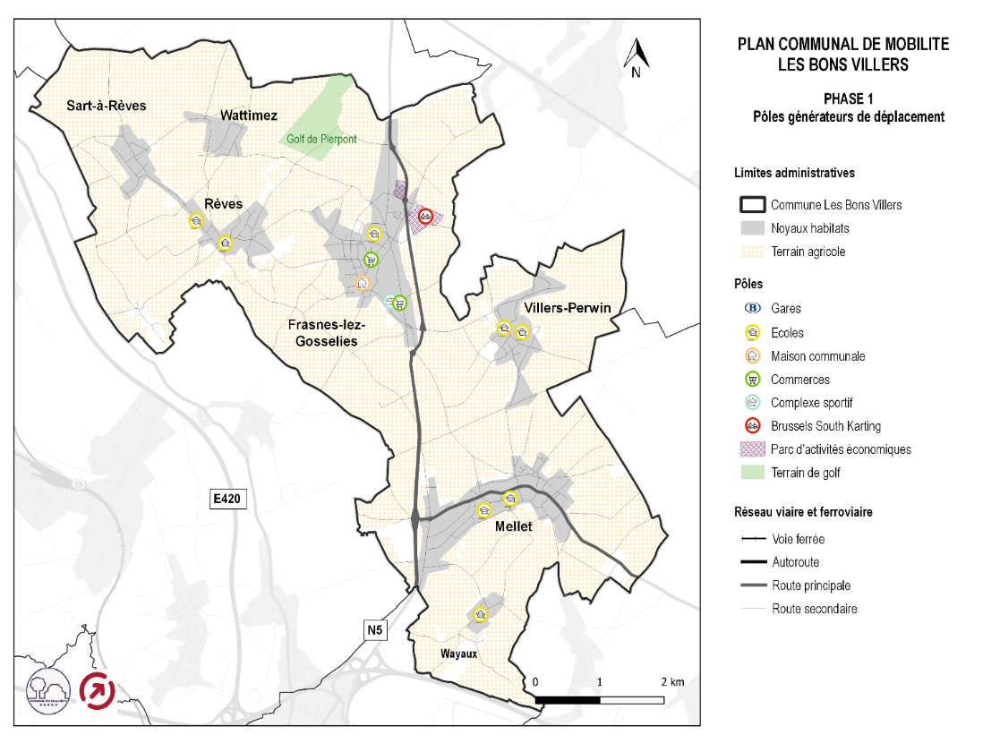 PLAN COMMUNAL DE MOBILITE
LES BONS VILLERS
PHASE 1
Pôles générateurs de déplacement
Limites administratives
Commune Les Bons Villers
Noyaux habitats
Terrain agricole
Pôles
B
Gares
Ecoles
Maison communale
Commerces
Complexe sportif
Brussels South Karting
Parc d'activités économiques
Terrain de golf
Réseau viaire et ferroviaire
Voie ferrée
Autoroute
Route principale
Route secondaire
N
Sart-à-Rêves
Wattimez
Golf de Pierpont
Rêves
Villers-Perwin
Frasnes-lez-
Gosselies
B
E420
Mellet
N5
Wayaux
0 1 2 km